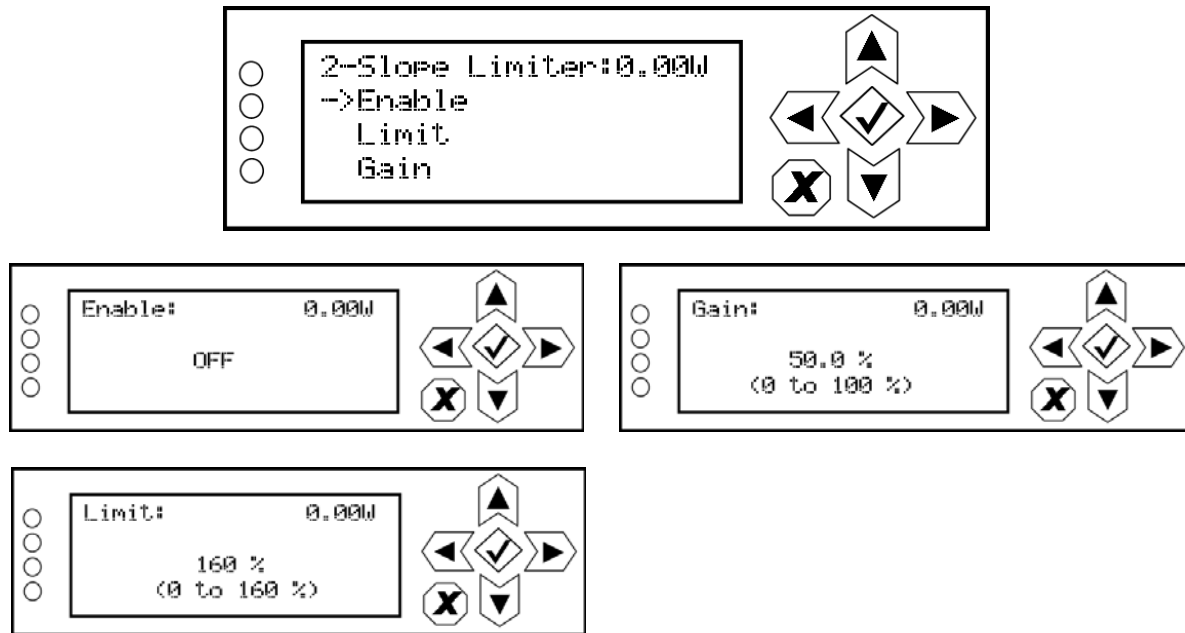 2-Slope Limiter:0.00W
->Enable
Limit
Gain
Enable: 0.00W
OFF
Gain: 0.00W
50.0 %
(0 to 100 %)
Limit: 0.00W
160 %
(0 to 160 %)